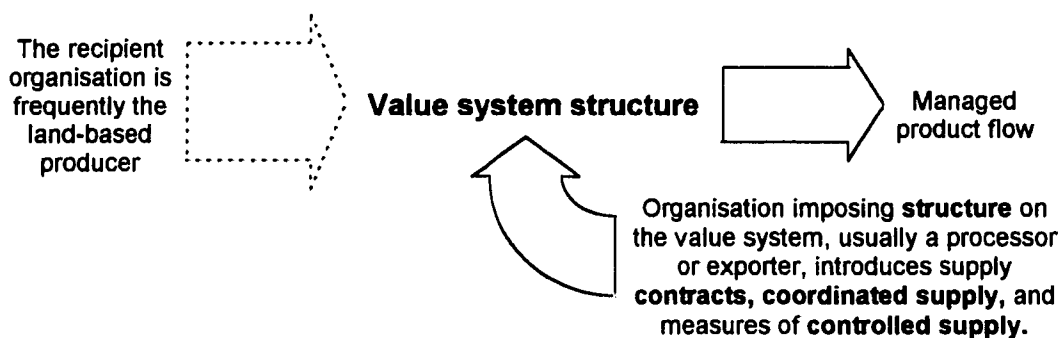 The recipient
organisation is
frequently the
land-based
producer
Value system structure
Managed
product flow
Organisation imposing structure on
the value system, usually a processor
or exporter, introduces supply
contracts, coordinated supply, and
measures of controlled supply.